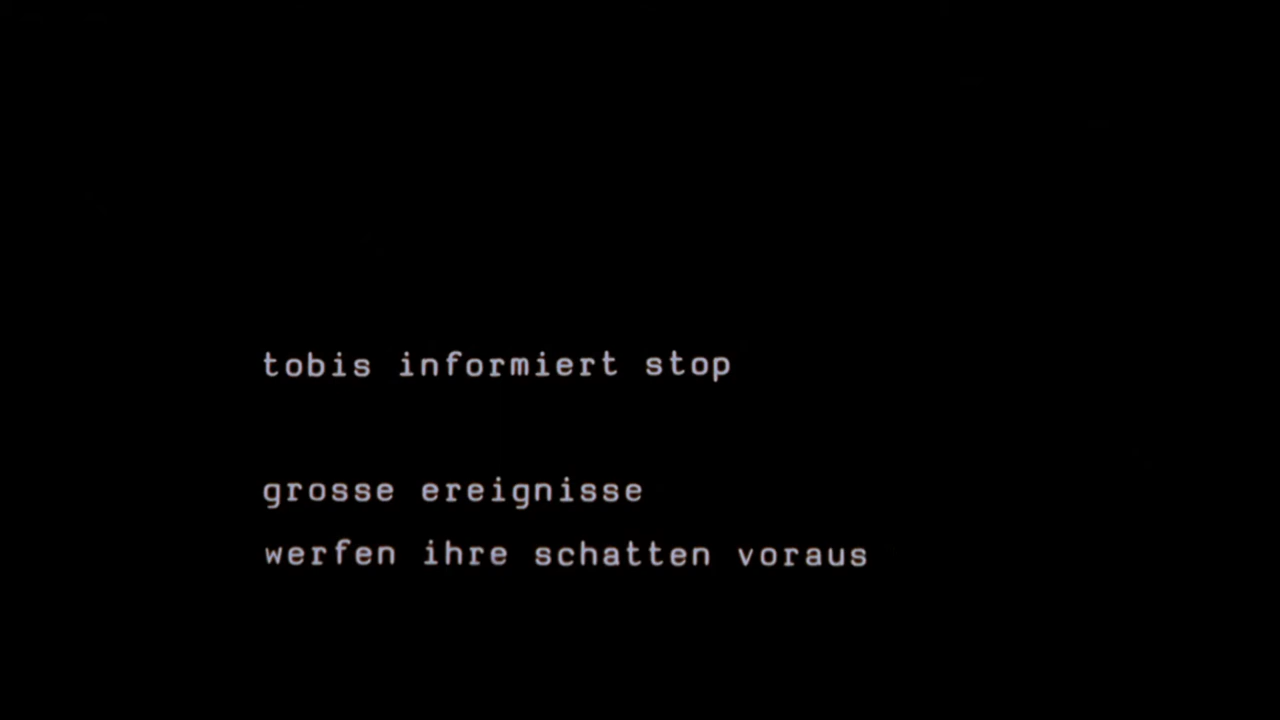 tobis informiert stop
grosse ereignisse
werfen ihre schatten voraus